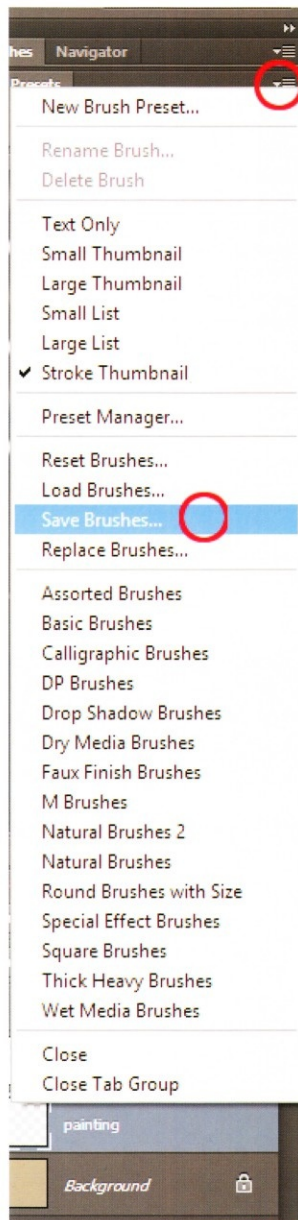 hes Navigator
Presets
New Brush Preset...
Rename Brush...
Delete Brush
Text Only
Small Thumbnail
Large Thumbnail
Small List
Large List
Stroke Thumbnail
Preset Manager...
Reset Brushes...
Load Brushes...
Save Brushes...
Replace Brushes...
Assorted Brushes
Basic Brushes
Calligraphic Brushes
DP Brushes
Drop Shadow Brushes
Dry Media Brushes
Faux Finish Brushes
M Brushes
Natural Brushes 2
Natural Brushes
Round Brushes with Size
Special Effect Brushes
Square Brushes
Thick Heavy Brushes
Wet Media Brushes
Close
Close Tab Group
painting
Background